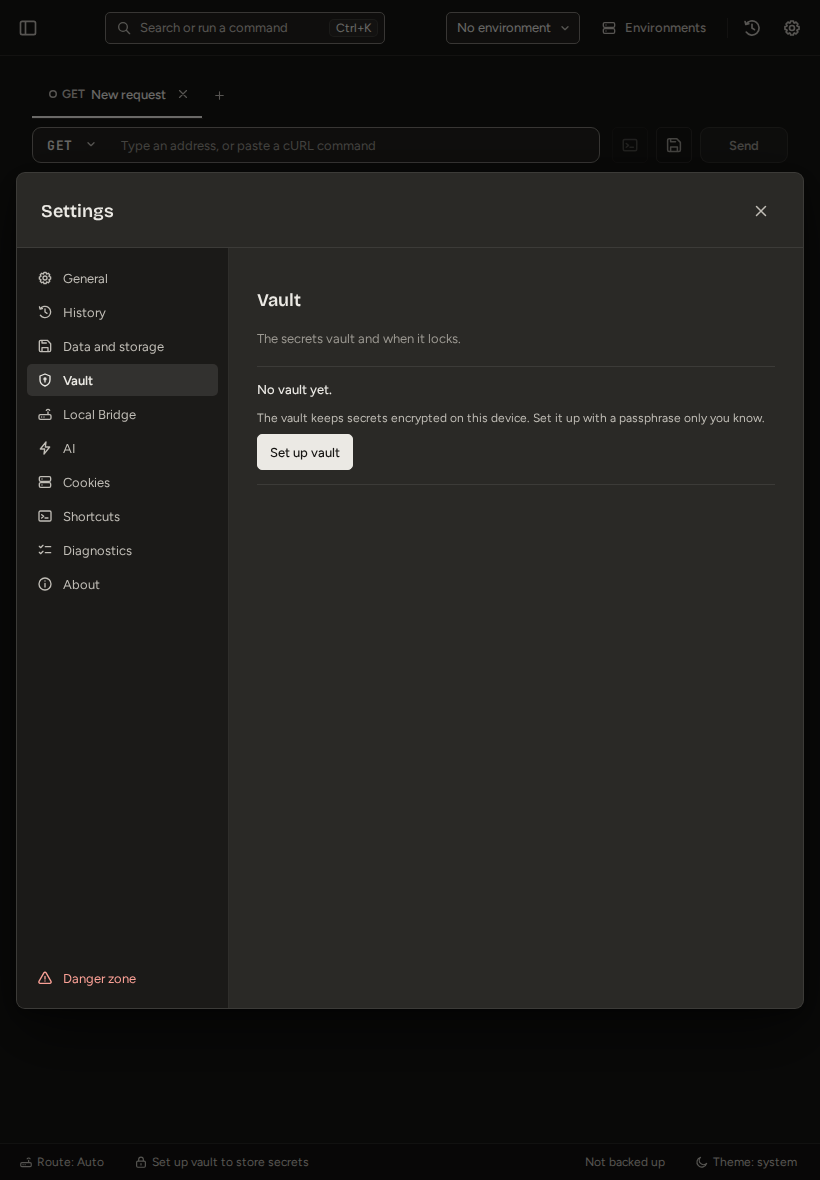 Search or run a command Ctrl+K No environment Environments
GET New request
GET Type an address, or paste a cURL command Send
Settings
General
History
Data and storage
Vault
Local Bridge
AI
Cookies
Shortcuts
Diagnostics
About
Danger zone
Vault
The secrets vault and when it locks.
No vault yet.
The vault keeps secrets encrypted on this device. Set it up with a passphrase only you know.
Set up vault
Route: Auto Set up vault to store secrets Not backed up Theme: system